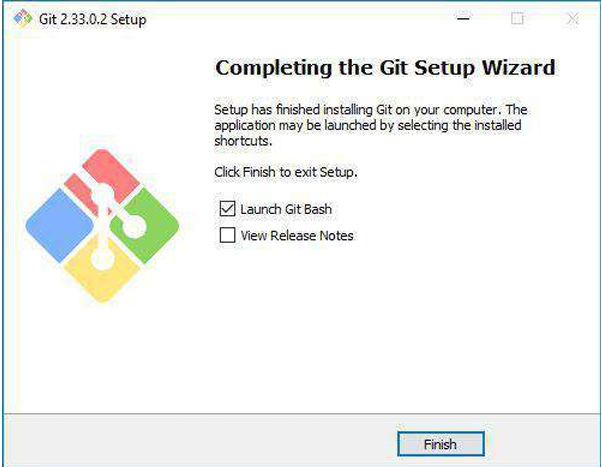 Git 2.33.0.2 Setup
Completing the Git Setup Wizard
Setup has finished installing Git on your computer. The
application may be launched by selecting the installed
shortcuts.
Click Finish to exit Setup.
Launch Git Bash
View Release Notes
Finish